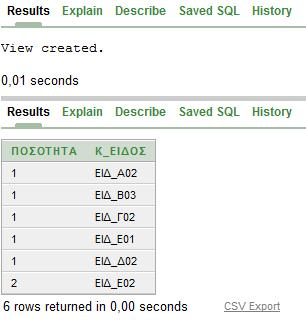 Results Explain Describe Saved SQL History
View created.
0,01 seconds
Results Explain Describe Saved SQL History
ΠΟΣΟΤΗΤΑ Κ_ΕΙΔΟΣ
1 ΕΙΔ_Α02
1 ΕΙΔ_Β03
1 ΕΙΔ_Γ02
1 ΕΙΔ_Ε01
1 ΕΙΔ_Δ02
2 ΕΙΔ_Ε02
6 rows returned in 0,00 seconds CSV Export